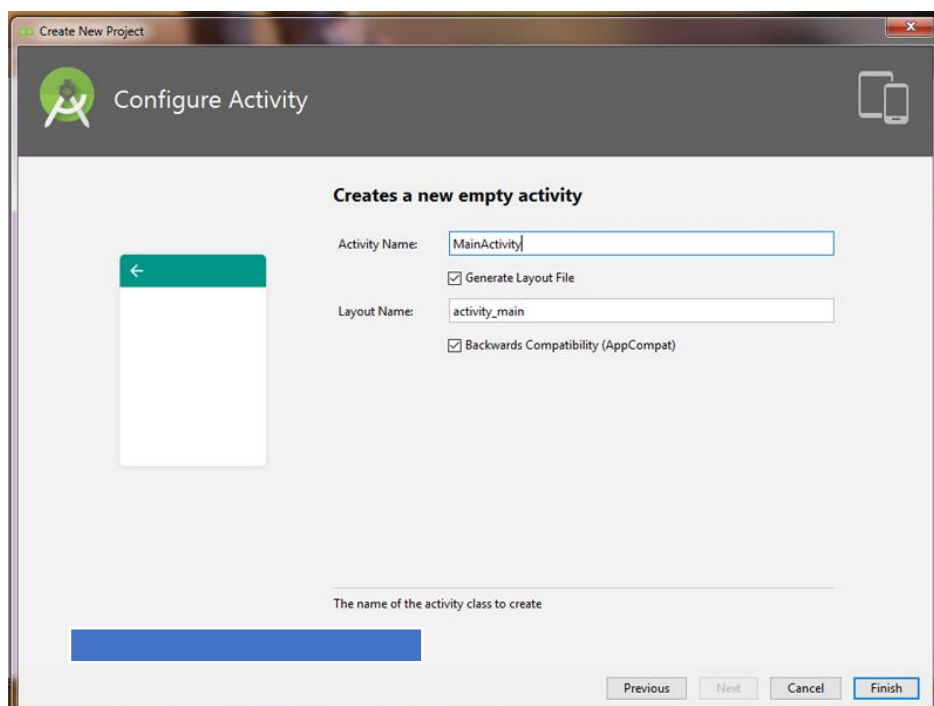 Create New Project
Configure Activity
Creates a new empty activity
Activity Name: MainActivity
Generate Layout File
Layout Name: activity_main
Backwards Compatibility (AppCompat)
The name of the activity class to create
Previous Next Cancel Finish